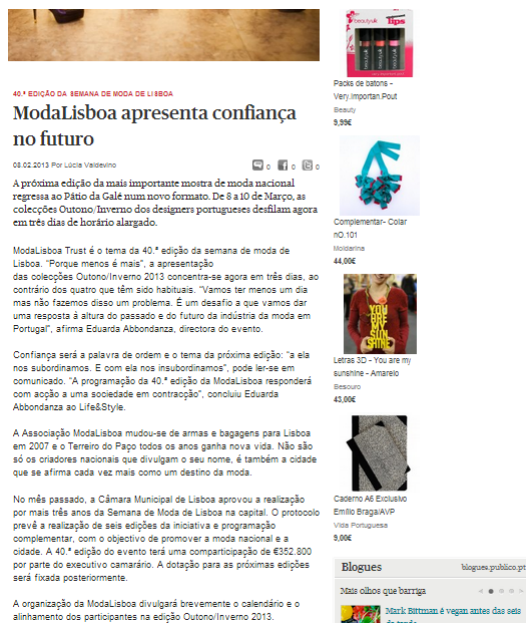 40.ª EDIÇÃO DA SEMANA DE MODA DE LISBOA
ModaLisboa apresenta confiança
no futuro
08.02.2013 Por Lúcia Valdevino
0 0 0
A próxima edição da mais importante mostra de moda nacional
regressa ao Pátio da Galé num novo formato. De 8 a 10 de Março, as
colecções Outono/Inverno dos designers portugueses desfilam agora
em três dias de horário alargado.
ModaLisboa Trust é o tema da 40.ª edição da semana de moda de
Lisboa. “Porque menos é mais”, a apresentação
das colecções Outono/Inverno 2013 concentra-se agora em três dias, ao
contrário dos quatro que têm sido habituais. “Vamos ter menos um dia
mas não fazemos disso um problema. É um desafio a que vamos dar
uma resposta à altura do passado e do futuro da indústria da moda em
Portugal”, afirma Eduarda Abbondanza, directora do evento.
Confiança será a palavra de ordem e o tema da próxima edição: “a ela
nos subordinamos. E com ela nos insubordinamos”, pode ler-se em
comunicado. “A programação da 40.ª edição da ModaLisboa responderá
com acção a uma sociedade em contracção”, concluiu Eduarda
Abbondanza ao Life&Style.
A Associação ModaLisboa mudou-se de armas e bagagens para Lisboa
em 2007 e o Terreiro do Paço todos os anos ganha nova vida. Não são
só os criadores nacionais que divulgam o seu nome, é também a cidade
que se afirma cada vez mais como um destino da moda.
No mês passado, a Câmara Municipal de Lisboa aprovou a realização
por mais três anos da Semana de Moda de Lisboa na capital. O protocolo
prevê a realização de seis edições da iniciativa e programação
complementar, com o objectivo de promover a moda nacional e a
cidade. A 40.ª edição do evento terá uma comparticipação de €352.800
por parte do executivo camarário. A dotação para as próximas edições
será fixada posteriormente.
A organização da ModaLisboa divulgará brevemente o calendário e o
alinhamento dos participantes na edição Outono/Inverno 2013.
beautyuk
lips
Packs de batons -
Very.Importan.Pout
Beauty
9,99€
Complementar- Colar
nO.101
Moldarina
44,00€
YOU
ARE
MY
SUN
SHINE
Letras 3D - You are my
sunshine - Amarelo
Besouro
43,00€
Caderno A6 Exclusivo
Emílio Braga/AVP
Vida Portuguesa
9,00€
Blogues
blogues.publico.pt
Mais olhos que barriga
Mark Bittman é vegan antes das seis
da tarde